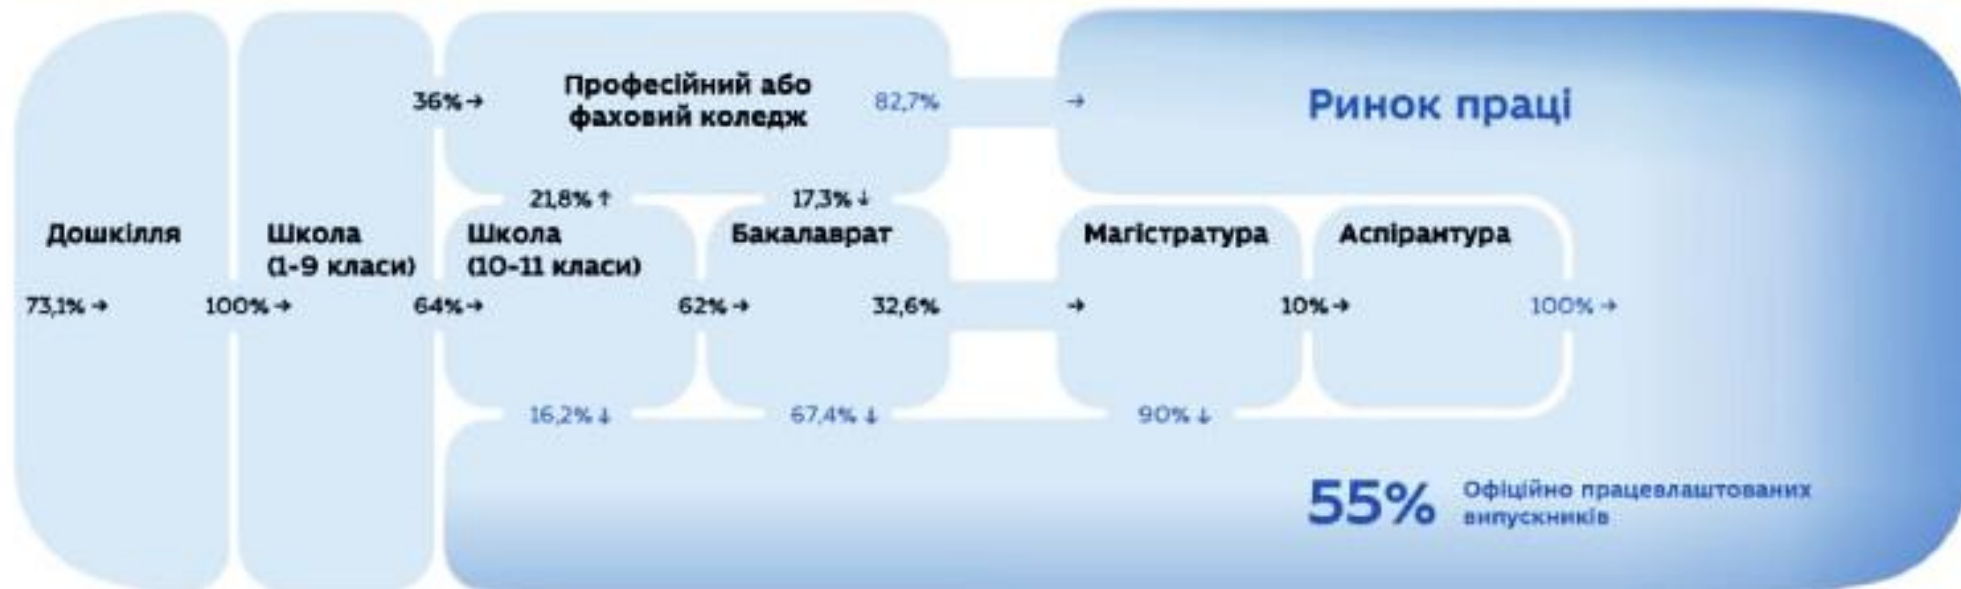 36% →
Професійний або
фаховий коледж
82,7%
→
Ринок праці
21,8% ↑
17,3% ↓
Дошкілля
Школа
(1-9 класи)
Школа
(10-11 класи)
Бакалаврат
Магістратура
Аспірантура
73,1% →
100% →
64% →
62% →
32,6%
→
10% →
100% →
16,2% ↓
67,4% ↓
90% ↓
55%
Офіційно працевлаштованих
випускників